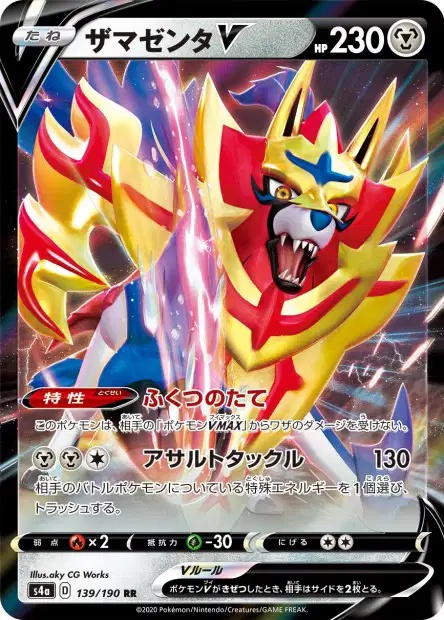 たね ザマゼンタV HP 230
特性 とくせい ふくつのたて
このポケモンは、相手の「ポケモンVMAX」からワザのダメージを受けない。
アサルトタックル 130
相手のバトルポケモンについている特殊エネルギーを1個選び、
トラッシュする。
弱点 ×2 抵抗力 -30 にげる
Illus.aky CG Works
Vルール
s4a D 139/190 RR
ポケモンVがきぜつしたとき、相手はサイドを2枚とる。
©2020 Pokémon/Nintendo/Creatures/GAME FREAK.